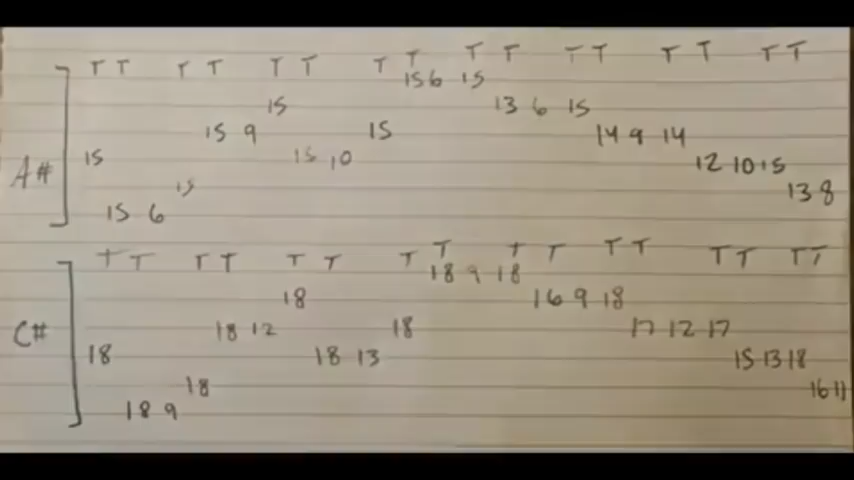 T T T T T T T T T T T T T T T T
15 6 15
15 13 6 15
15 9 15 14 9 14
A# 15 15 10 12 10 15
15 13 8
15 6
T T T T T T T T T T T T T T T T
18 9 18
18 16 9 18
C# 18 12 18 17 12 17
18 18 13 15 13 18
18 16 11
18 9